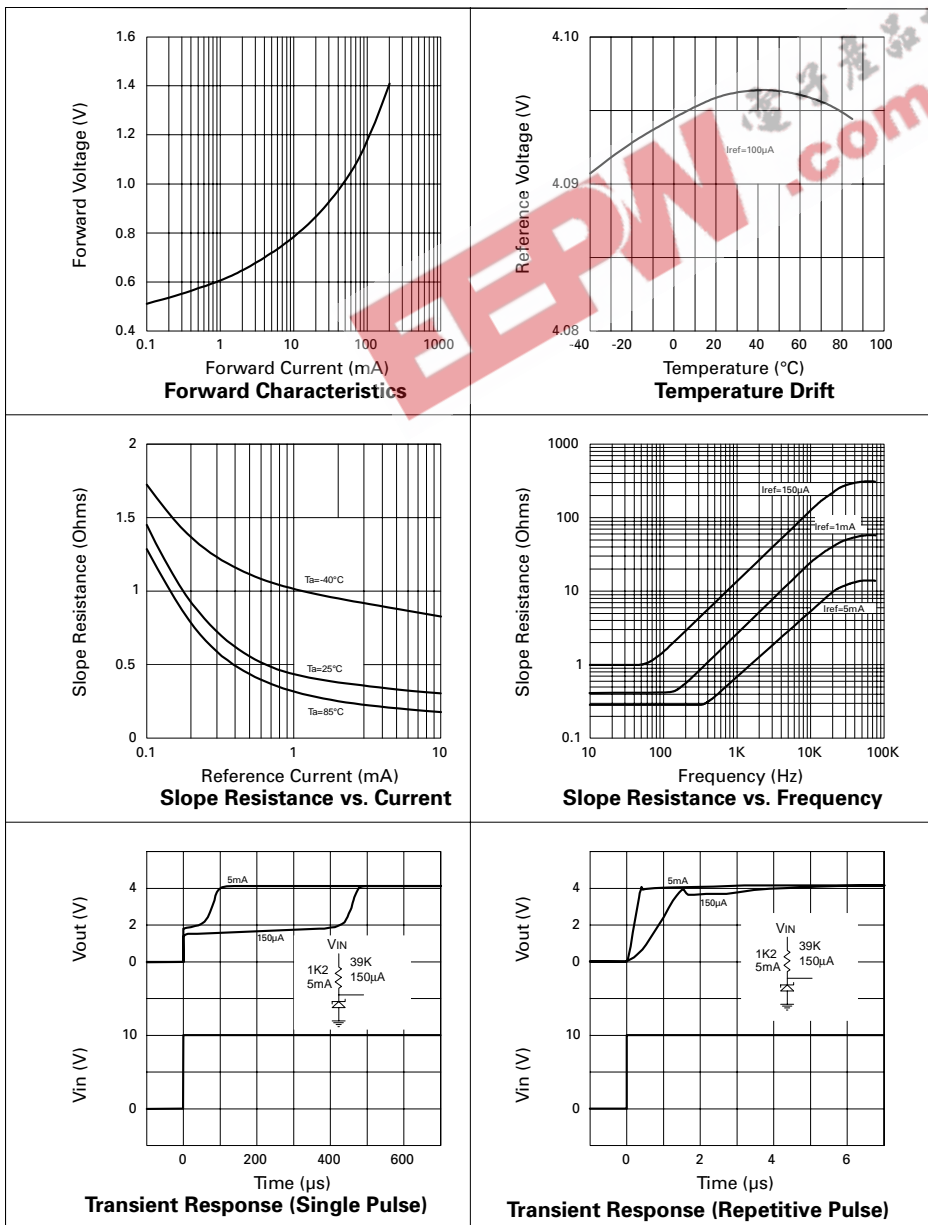 1.6
1.4
1.2
1.0
0.8
0.6
0.4
Forward Voltage (V)
0.1 1 10 100 1000
Forward Current (mA)
Forward Characteristics
4.10
4.09
4.08
Reference Voltage (V)
Iref=100µA
-40 -20 0 20 40 60 80 100
Temperature (°C)
Temperature Drift
EEPW.com
电子產品
2
1.5
1
0.5
0
Slope Resistance (Ohms)
Ta=-40°C
Ta=25°C
Ta=85°C
0.1 1 10
Reference Current (mA)
Slope Resistance vs. Current
1000
100
10
1
0.1
Slope Resistance (Ohms)
Iref=150µA
Iref=1mA
Iref=5mA
10 100 1K 10K 100K
Frequency (Hz)
Slope Resistance vs. Frequency
4
2
0
Vout (V)
5mA
150µA
VIN
1K2 39K
5mA 150µA
10
0
Vin (V)
0 200 400 600
Time (µs)
Transient Response (Single Pulse)
4
2
0
Vout (V)
5mA
150µA
VIN
1K2 39K
5mA 150µA
10
0
Vin (V)
0 2 4 6
Time (µs)
Transient Response (Repetitive Pulse)